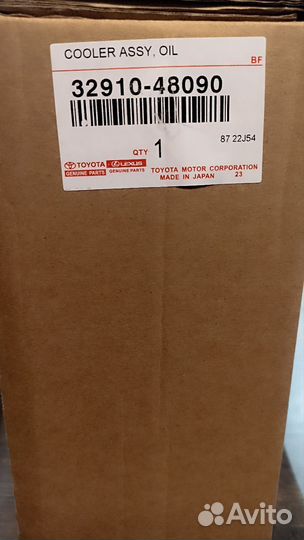 COOLER ASSY, OIL
BF
32910-48090
QTY 1
87 22J54
TOYOTA LEXUS
GENUINE PARTS GENUINE PARTS
TOYOTA MOTOR CORPORATION
MADE IN JAPAN 23
Avito